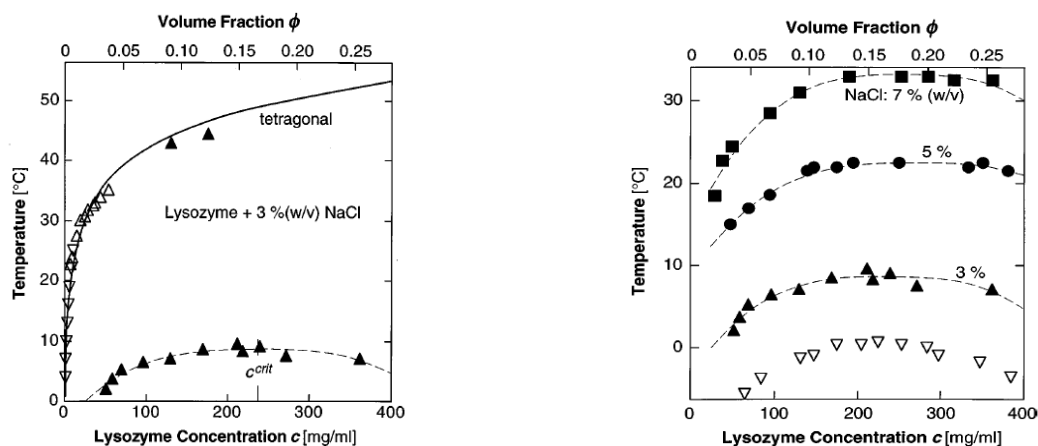 Volume Fraction ϕ
0 0.05 0.10 0.15 0.20 0.25
50
40
30
20
10
0
Temperature [°C]
tetragonal
Lysozyme + 3 %(w/v) NaCl
c^crit
0 100 200 300 400
Lysozyme Concentration c [mg/ml]
Volume Fraction ϕ
0 0.05 0.10 0.15 0.20 0.25
30
20
10
0
Temperature [°C]
NaCl: 7 % (w/v)
5 %
3 %
0 100 200 300 400
Lysozyme Concentration c [mg/ml]